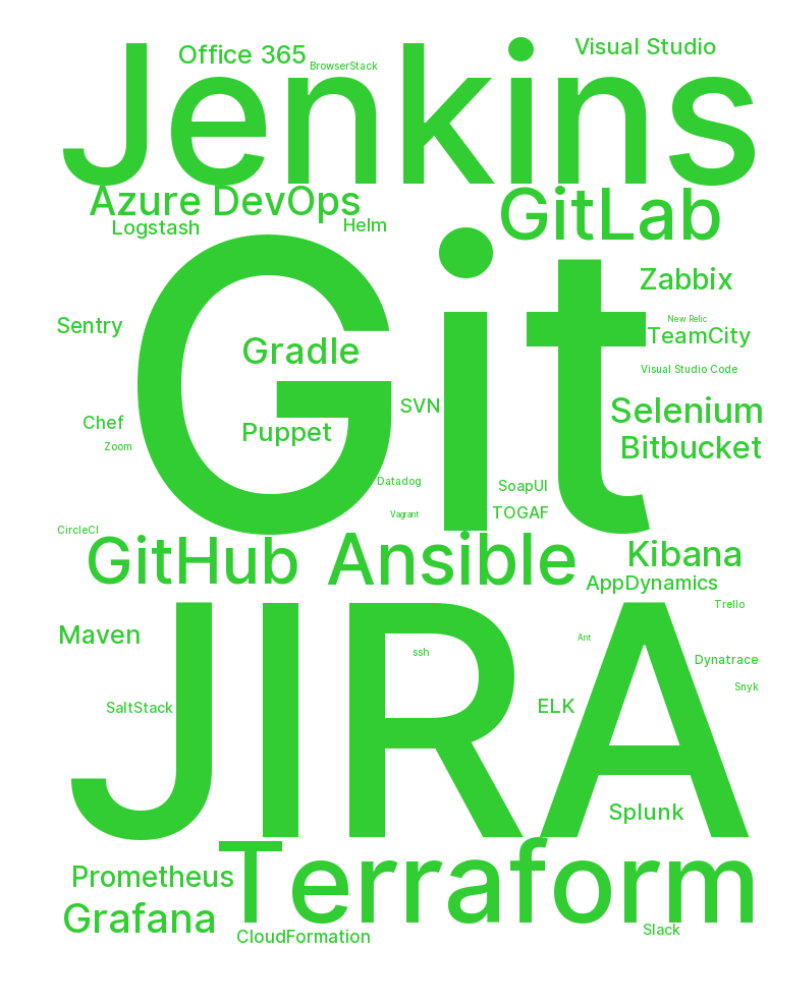 Office 365
BrowserStack
Visual Studio
Jenkins
Azure DevOps
GitLab
Logstash
Helm
Git
Zabbix
New Relic
Sentry
TeamCity
Gradle
Visual Studio Code
SVN
Selenium
Chef
Puppet
Zoom
Bitbucket
Datadog
SoapUI
Vagrant
TOGAF
CircleCI
GitHub
Ansible
Kibana
AppDynamics
JIRA
Trello
Maven
Ant
ssh
Dynatrace
Snyk
SaltStack
ELK
Splunk
Terraform
Prometheus
Grafana
CloudFormation
Slack